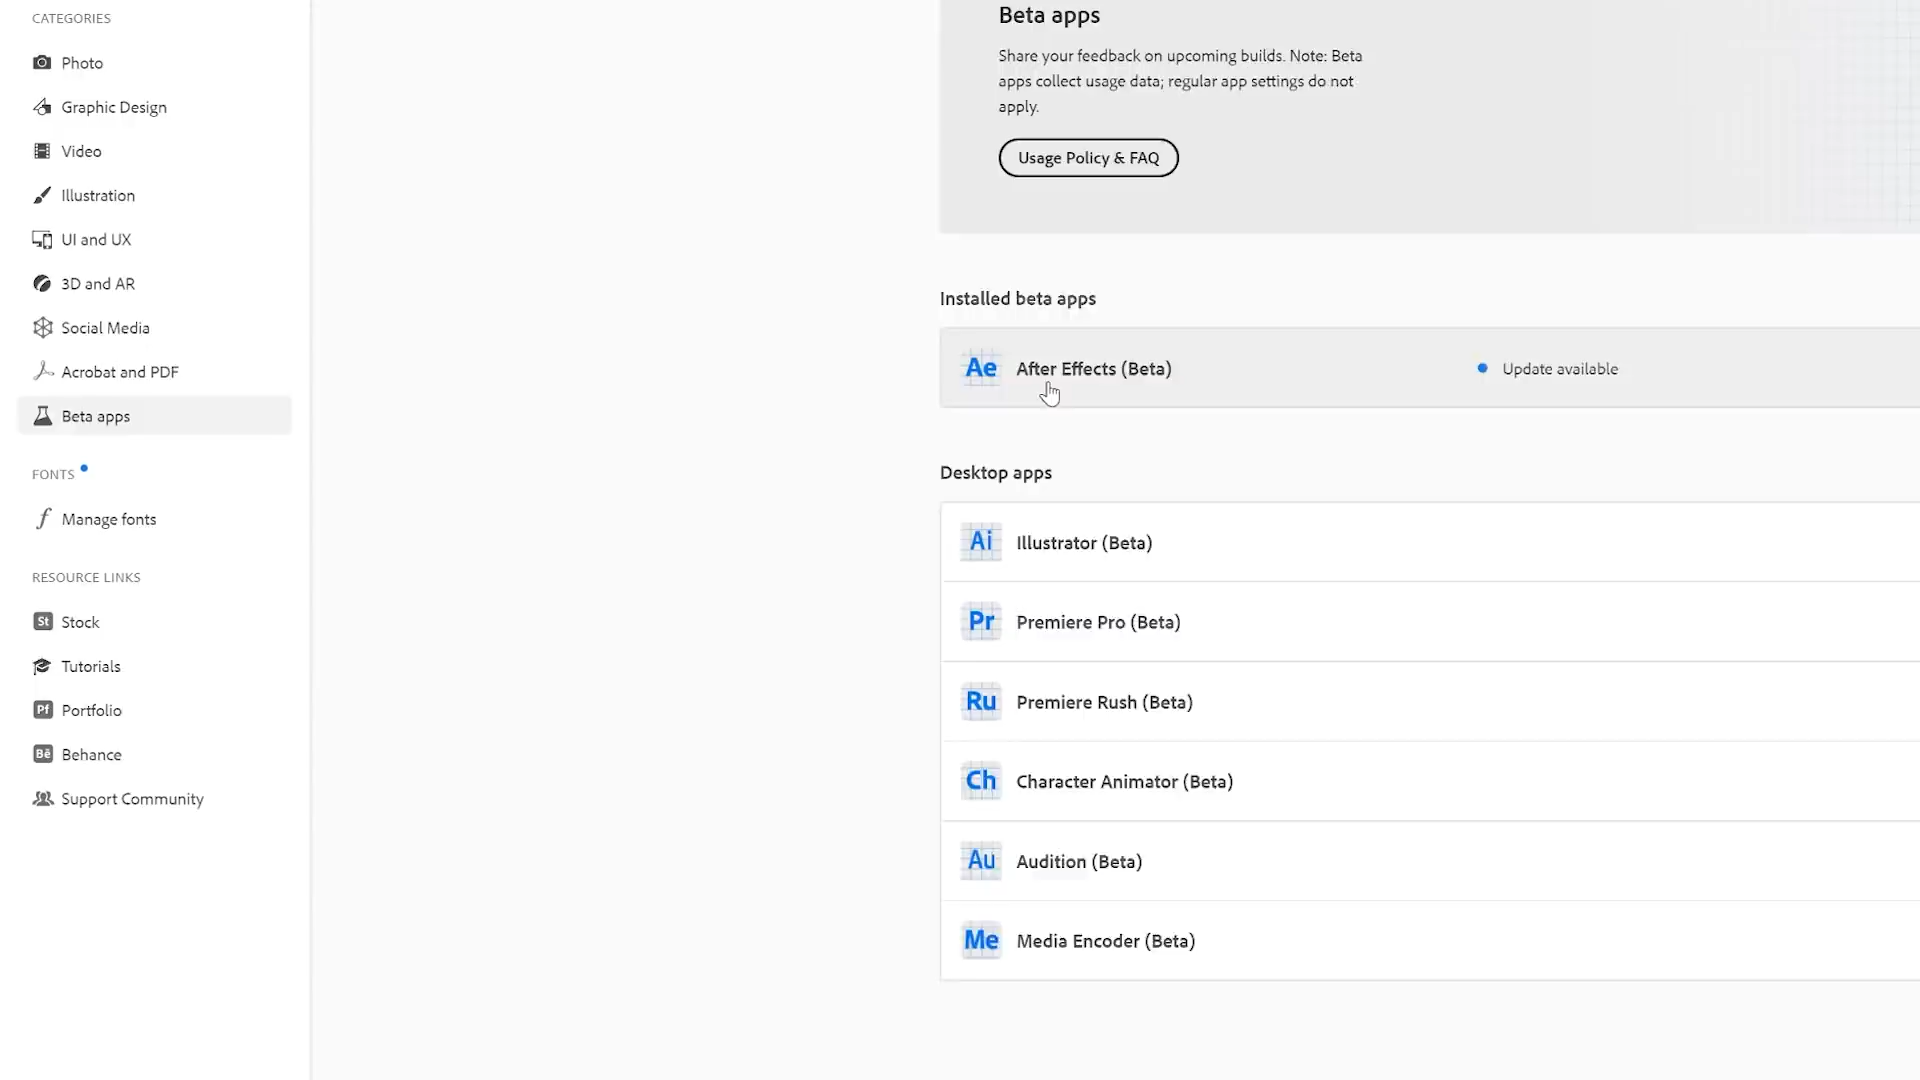 CATEGORIES
Photo
Graphic Design
Video
Illustration
UI and UX
3D and AR
Social Media
Acrobat and PDF
Beta apps
FONTS
Manage fonts
RESOURCE LINKS
St Stock
Tutorials
Pf Portfolio
Bē Behance
Support Community
Beta apps
Share your feedback on upcoming builds. Note: Beta
apps collect usage data; regular app settings do not
apply.
Usage Policy & FAQ
Installed beta apps
Ae After Effects (Beta) Update available
Desktop apps
Ai Illustrator (Beta)
Pr Premiere Pro (Beta)
Ru Premiere Rush (Beta)
Ch Character Animator (Beta)
Au Audition (Beta)
Me Media Encoder (Beta)